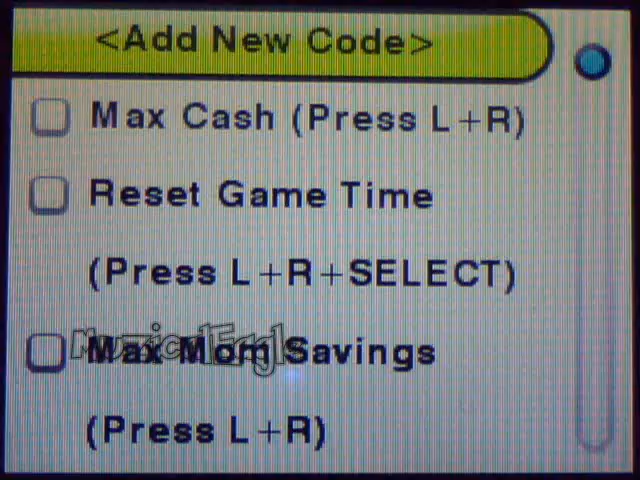 <Add New Code>
Max Cash (Press L+R)
Reset Game Time
(Press L+R+SELECT)
Max Mom Savings
(Press L+R)